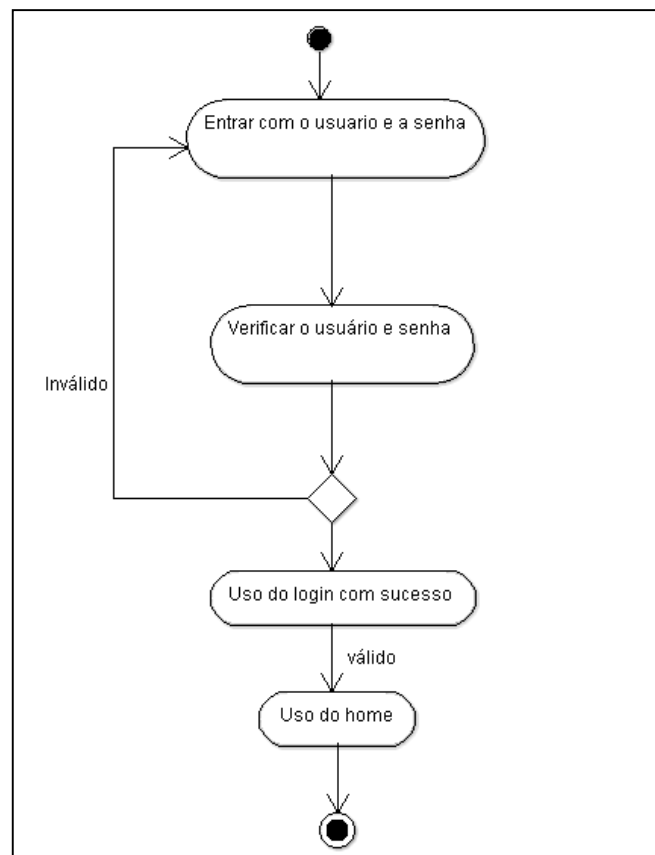 Entrar com o usuario e a senha
Verificar o usuário e senha
Inválido
Uso do login com sucesso
válido
Uso do home